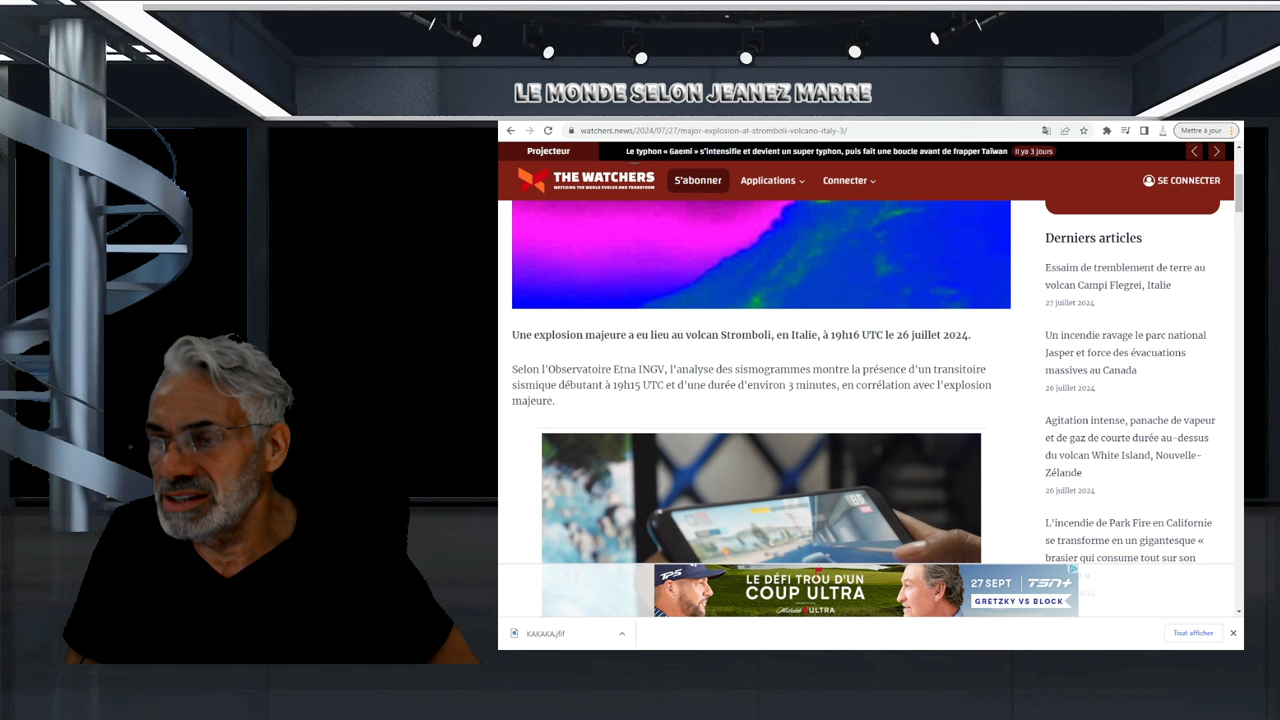 LE MONDE SELON JEANEZ MARRE
watchers.news/2024/07/27/major-explosion-at-stromboli-volcano-italy-3/
Mettre à jour
Projecteur
Le typhon « Gaemi » s'intensifie et devient un super typhon, puis fait une boucle avant de frapper Taïwan
Il ya 3 jours
THE WATCHERS
WATCHING THE WORLD EVOLVE AND TRANSFORM
S'abonner
Applications
Connecter
SE CONNECTER
Une explosion majeure a eu lieu au volcan Stromboli, en Italie, à 19h16 UTC le 26 juillet 2024.
Selon l'Observatoire Etna INGV, l'analyse des sismogrammes montre la présence d'un transitoire
sismique débutant à 19h15 UTC et d'une durée d'environ 3 minutes, en corrélation avec l'explosion
majeure.
Derniers articles
Essaim de tremblement de terre au
volcan Campi Flegrei, Italie
27 juillet 2024
Un incendie ravage le parc national
Jasper et force des évacuations
massives au Canada
26 juillet 2024
Agitation intense, panache de vapeur
et de gaz de courte durée au-dessus
du volcan White Island, Nouvelle-
Zélande
26 juillet 2024
L'incendie de Park Fire en Californie
se transforme en un gigantesque «
brasier qui consume tout sur son
LE DÉFI TROU D'UN
COUP ULTRA
ULTRA
27 SEPT
TSN+
GRETZKY VS BLOCK
KAKAKA.jfif
Tout afficher